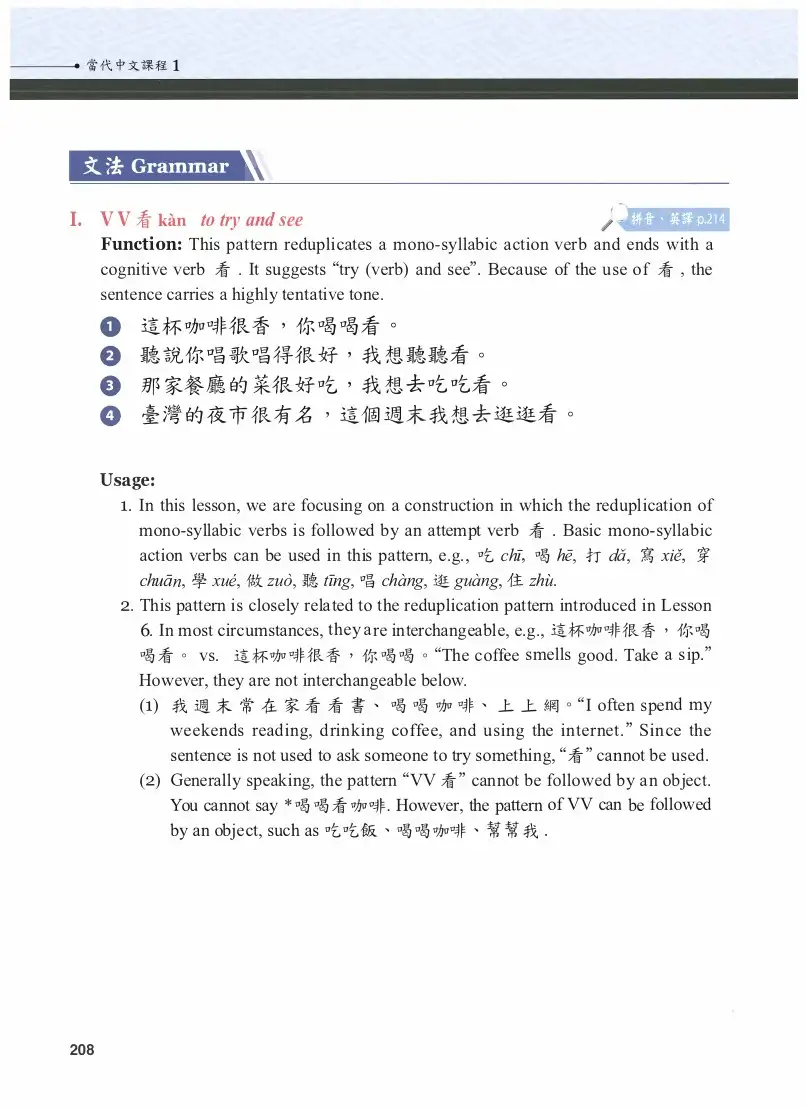 當代中文課程 1
文法 Grammar
I. V V 看 kàn to try and see
拼音、英譯 p.214
Function: This pattern reduplicates a mono-syllabic action verb and ends with a
cognitive verb 看 . It suggests “try (verb) and see”. Because of the use of 看 , the
sentence carries a highly tentative tone.
1 這杯咖啡很香，你喝喝看。
2 聽說你唱歌唱得很好，我想聽聽看。
3 那家餐廳的菜很好吃，我想去吃吃看。
4 臺灣的夜市很有名，這個週末我想去逛逛看。
Usage:
1. In this lesson, we are focusing on a construction in which the reduplication of
mono-syllabic verbs is followed by an attempt verb 看 . Basic mono-syllabic
action verbs can be used in this pattern, e.g., 吃 chī, 喝 hē, 打 dǎ, 寫 xiě, 穿
chuān, 學 xué, 做 zuò, 聽 tīng, 唱 chàng, 逛 guàng, 住 zhù.
2. This pattern is closely related to the reduplication pattern introduced in Lesson
6. In most circumstances, they are interchangeable, e.g., 這杯咖啡很香，你喝
喝看。 vs. 這杯咖啡很香，你喝喝。“The coffee smells good. Take a sip.”
However, they are not interchangeable below.
(1) 我週末常在家看看書、喝喝咖啡、上上網。“I often spend my
weekends reading, drinking coffee, and using the internet.” Since the
sentence is not used to ask someone to try something, “看” cannot be used.
(2) Generally speaking, the pattern “VV 看” cannot be followed by an object.
You cannot say *喝喝看咖啡. However, the pattern of VV can be followed
by an object, such as 吃吃飯、喝喝咖啡、幫幫我 .
208